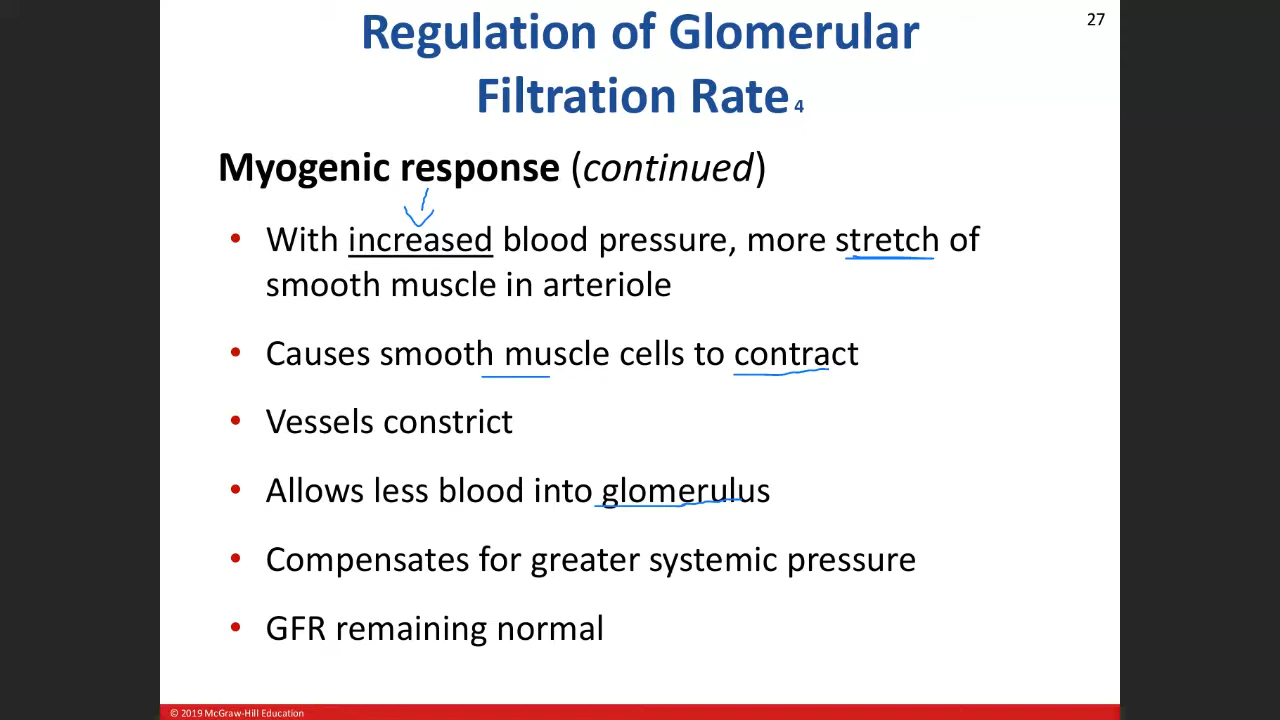 27
Regulation of Glomerular
Filtration Rate 4
Myogenic response (continued)
• With increased blood pressure, more stretch of
smooth muscle in arteriole
• Causes smooth muscle cells to contract
• Vessels constrict
• Allows less blood into glomerulus
• Compensates for greater systemic pressure
• GFR remaining normal
© 2019 McGraw-Hill Education